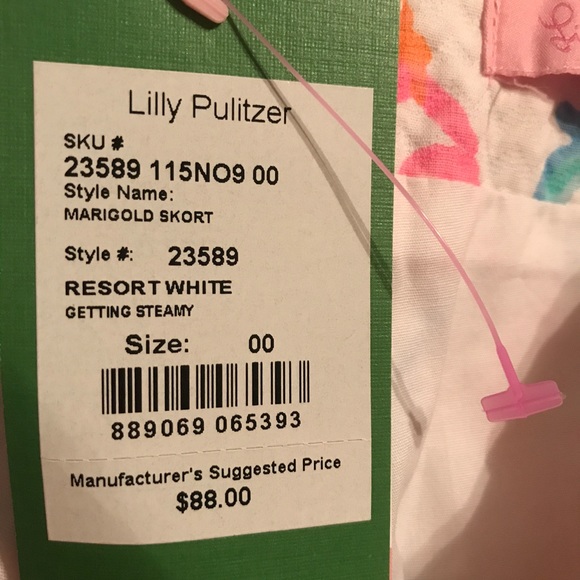 Lilly Pulitzer
SKU #
23589 115NO9 00
Style Name:
MARIGOLD SKORT
Style #: 23589
RESORT WHITE
GETTING STEAMY
Size: 00
889069 065393
Manufacturer's Suggested Price
$88.00